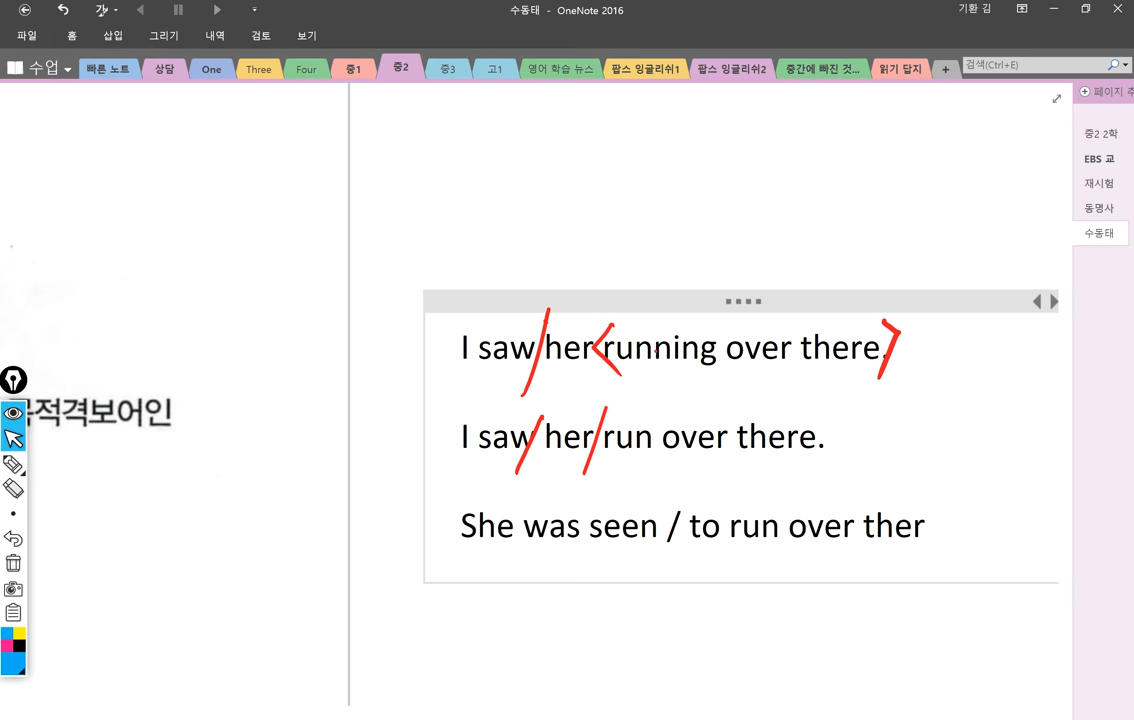 수동태 - OneNote 2016
기환 김
파일 홈 삽입 그리기 내역 검토 보기
수업 빠른 노트 상담 One Three Four 중1 중2 중3 고1 영어 학습 뉴스 팝스 잉글리쉬1 팝스 잉글리쉬2 중간에 빠진 것... 읽기 답지 + 검색(Ctrl+E)
페이지 추
중2 2학
EBS 교
재시험
동명사
수동태
I saw her running over there.
목적격보어인
I saw her run over there.
She was seen / to run over ther